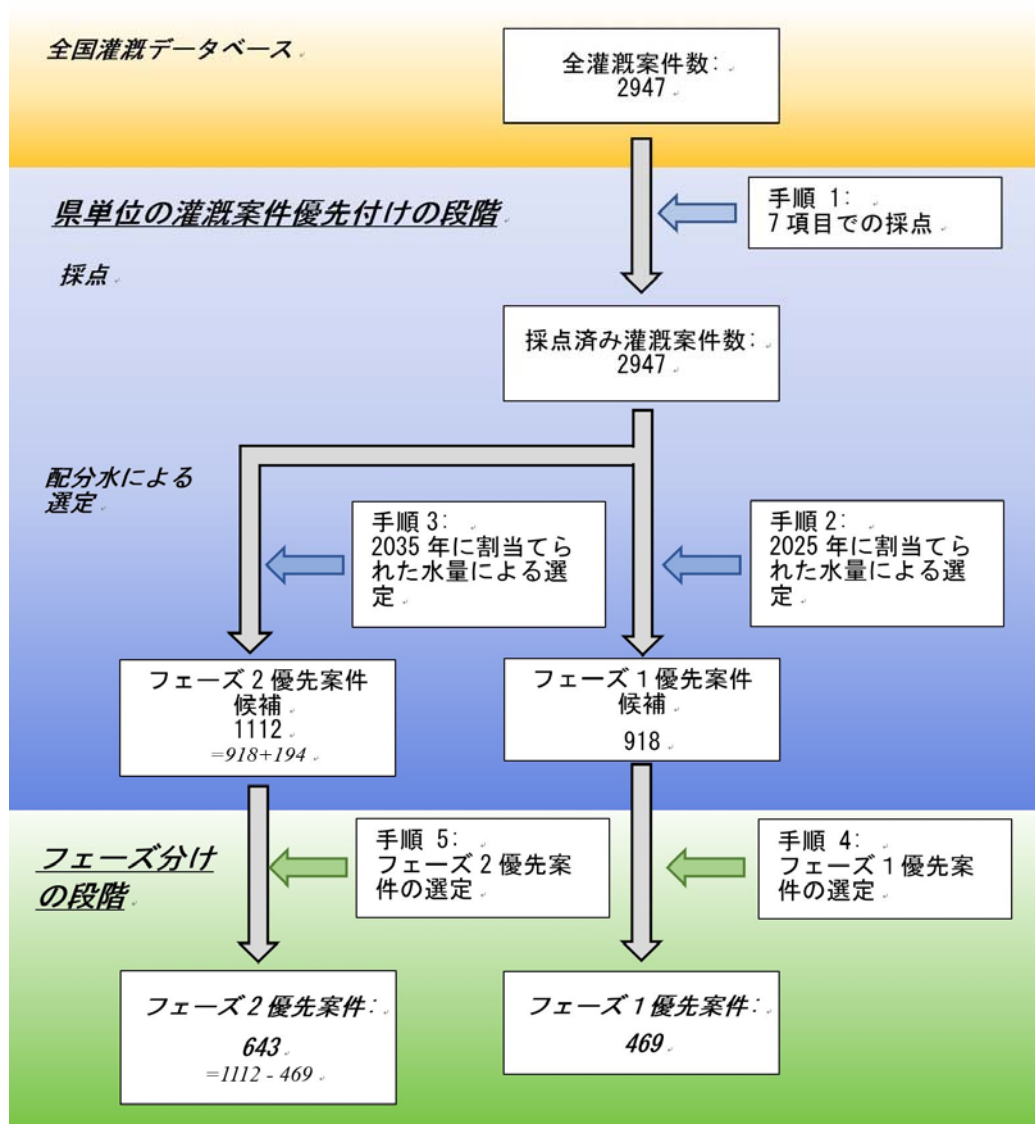 全国灌漑データベース
全灌漑案件数:
2947
県単位の灌漑案件優先付けの段階
手順 1:
7 項目での採点
採点
採点済み灌漑案件数:
2947
配分水による
選定
手順 3:
2035 年に割当てら
れた水量による選
定
手順 2:
2025 年に割当てら
れた水量による選
定
フェーズ 2 優先案件
候補
1112
=918+194
フェーズ 1 優先案件
候補
918
フェーズ分け
の段階
手順 5:
フェーズ 2 優先案
件の選定
手順 4:
フェーズ 1 優先案
件の選定
フェーズ 2 優先案件:
643
=1112 - 469
フェーズ 1 優先案件:
469